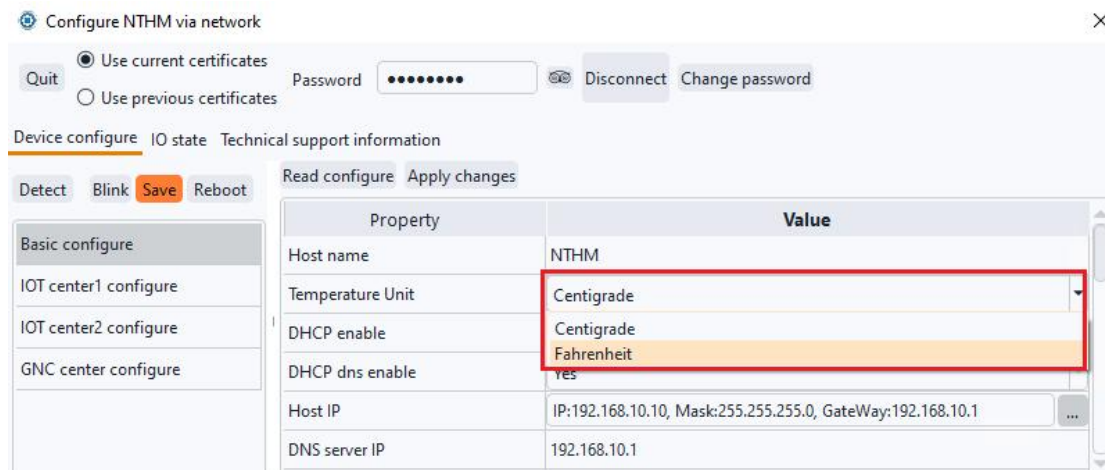 Configure NTHM via network
Quit
Use current certificates
Use previous certificates
Password
Disconnect
Change password
Device configure IO state Technical support information
Detect Blink Save Reboot
Read configure Apply changes
Basic configure
IOT center1 configure
IOT center2 configure
GNC center configure
Property Value
Host name NTHM
Temperature Unit Centigrade
Centigrade
Fahrenheit
DHCP enable
DHCP dns enable Yes
Host IP IP:192.168.10.10, Mask:255.255.255.0, GateWay:192.168.10.1 ...
DNS server IP 192.168.10.1